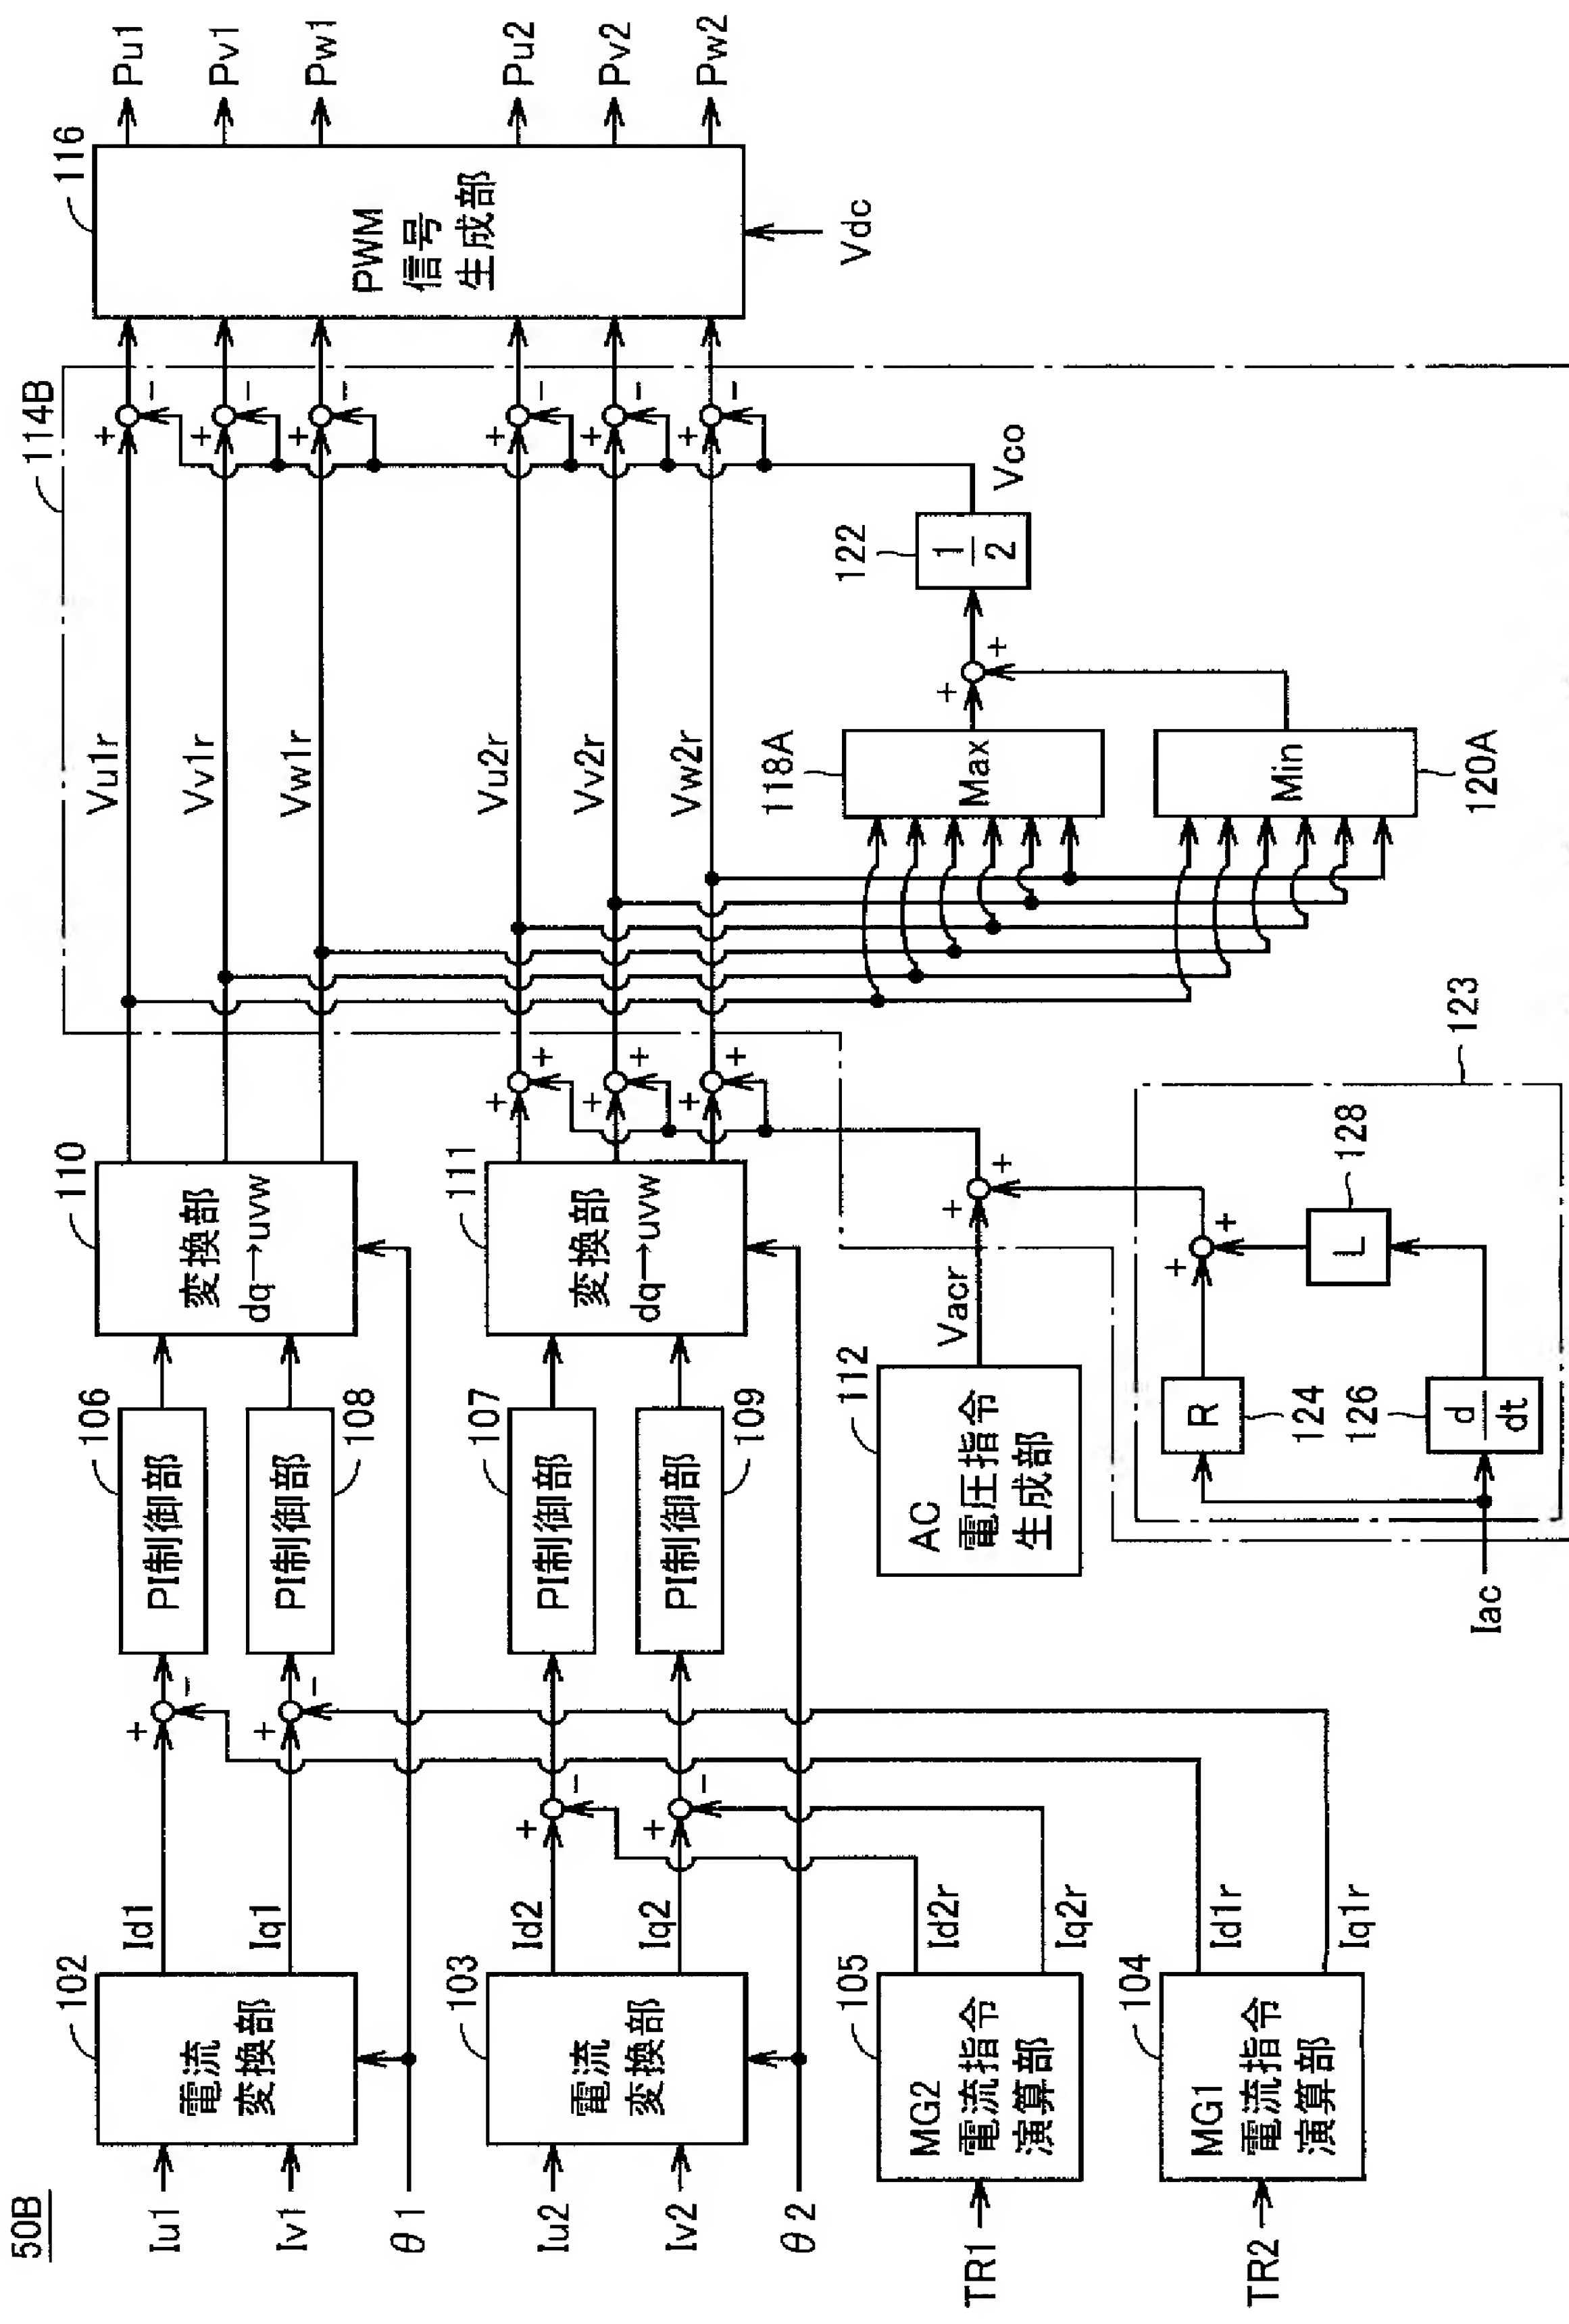 50B
Iu1
Iv1
θ1
Iu2
Iv2
θ2
TR1
TR2
102
電流
変換部
103
電流
変換部
105
MG2
電流指令
演算部
104
MG1
電流指令
演算部
Id1
Iq1
Id2
Iq2
Id2r
Iq2r
Id1r
Iq1r
+
-
+
-
+
-
+
-
106
PI制御部
PI制御部
108
107
PI制御部
PI制御部
109
112
AC
電圧指令
生成部
Vacr
Iac
R
124
126
d
dt
L
128
+
+
123
+
+
110
変換部
dq→uvw
111
変換部
dq→uvw
+
+
+
+
+
+
114B
Vu1r
Vv1r
Vw1r
Vu2r
Vv2r
Vw2r
118A
Max
Min
120A
+
+
122
1
2
Vco
+
-
+
-
+
-
+
-
+
-
+
-
116
PWM
信号
生成部
Vdc
Pu1
Pv1
Pw1
Pu2
Pv2
Pw2